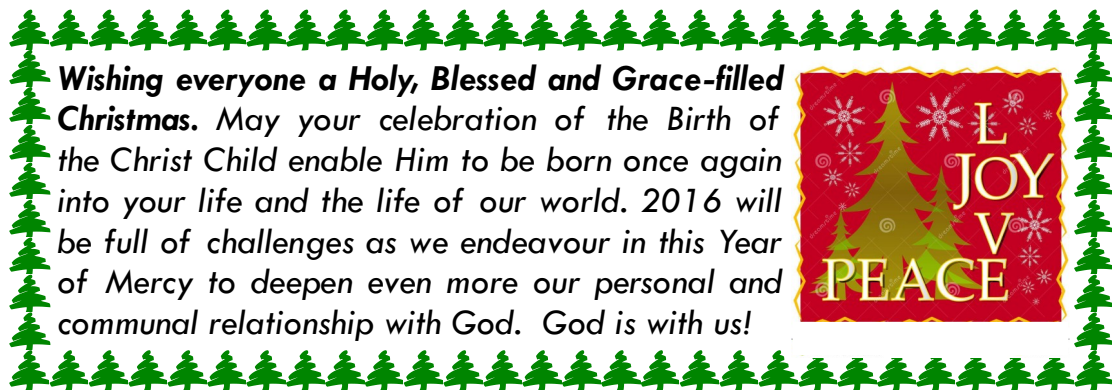 Wishing everyone a Holy, Blessed and Grace-filled
Christmas. May your celebration of the Birth of
the Christ Child enable Him to be born once again
into your life and the life of our world. 2016 will
be full of challenges as we endeavour in this Year
of Mercy to deepen even more our personal and
communal relationship with God. God is with us!
LOVE
JOY
PEACE